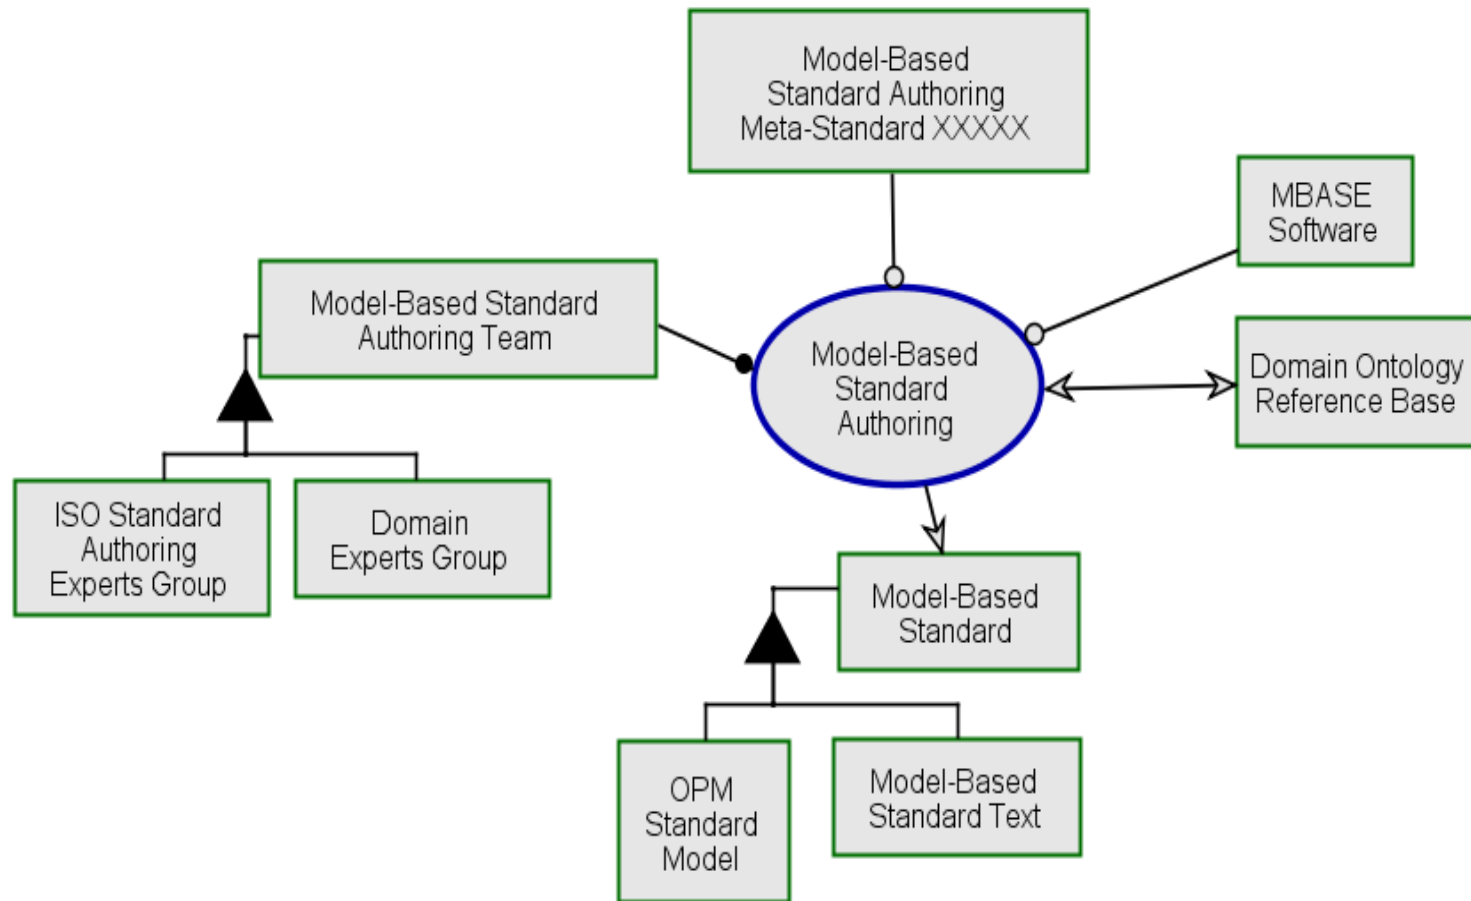 Model-Based
Standard Authoring
Meta-Standard XXXXX
MBASE
Software
Model-Based Standard
Authoring Team
Model-Based
Standard
Authoring
Domain Ontology
Reference Base
ISO Standard
Authoring
Experts Group
Domain
Experts Group
Model-Based
Standard
OPM
Standard
Model
Model-Based
Standard Text